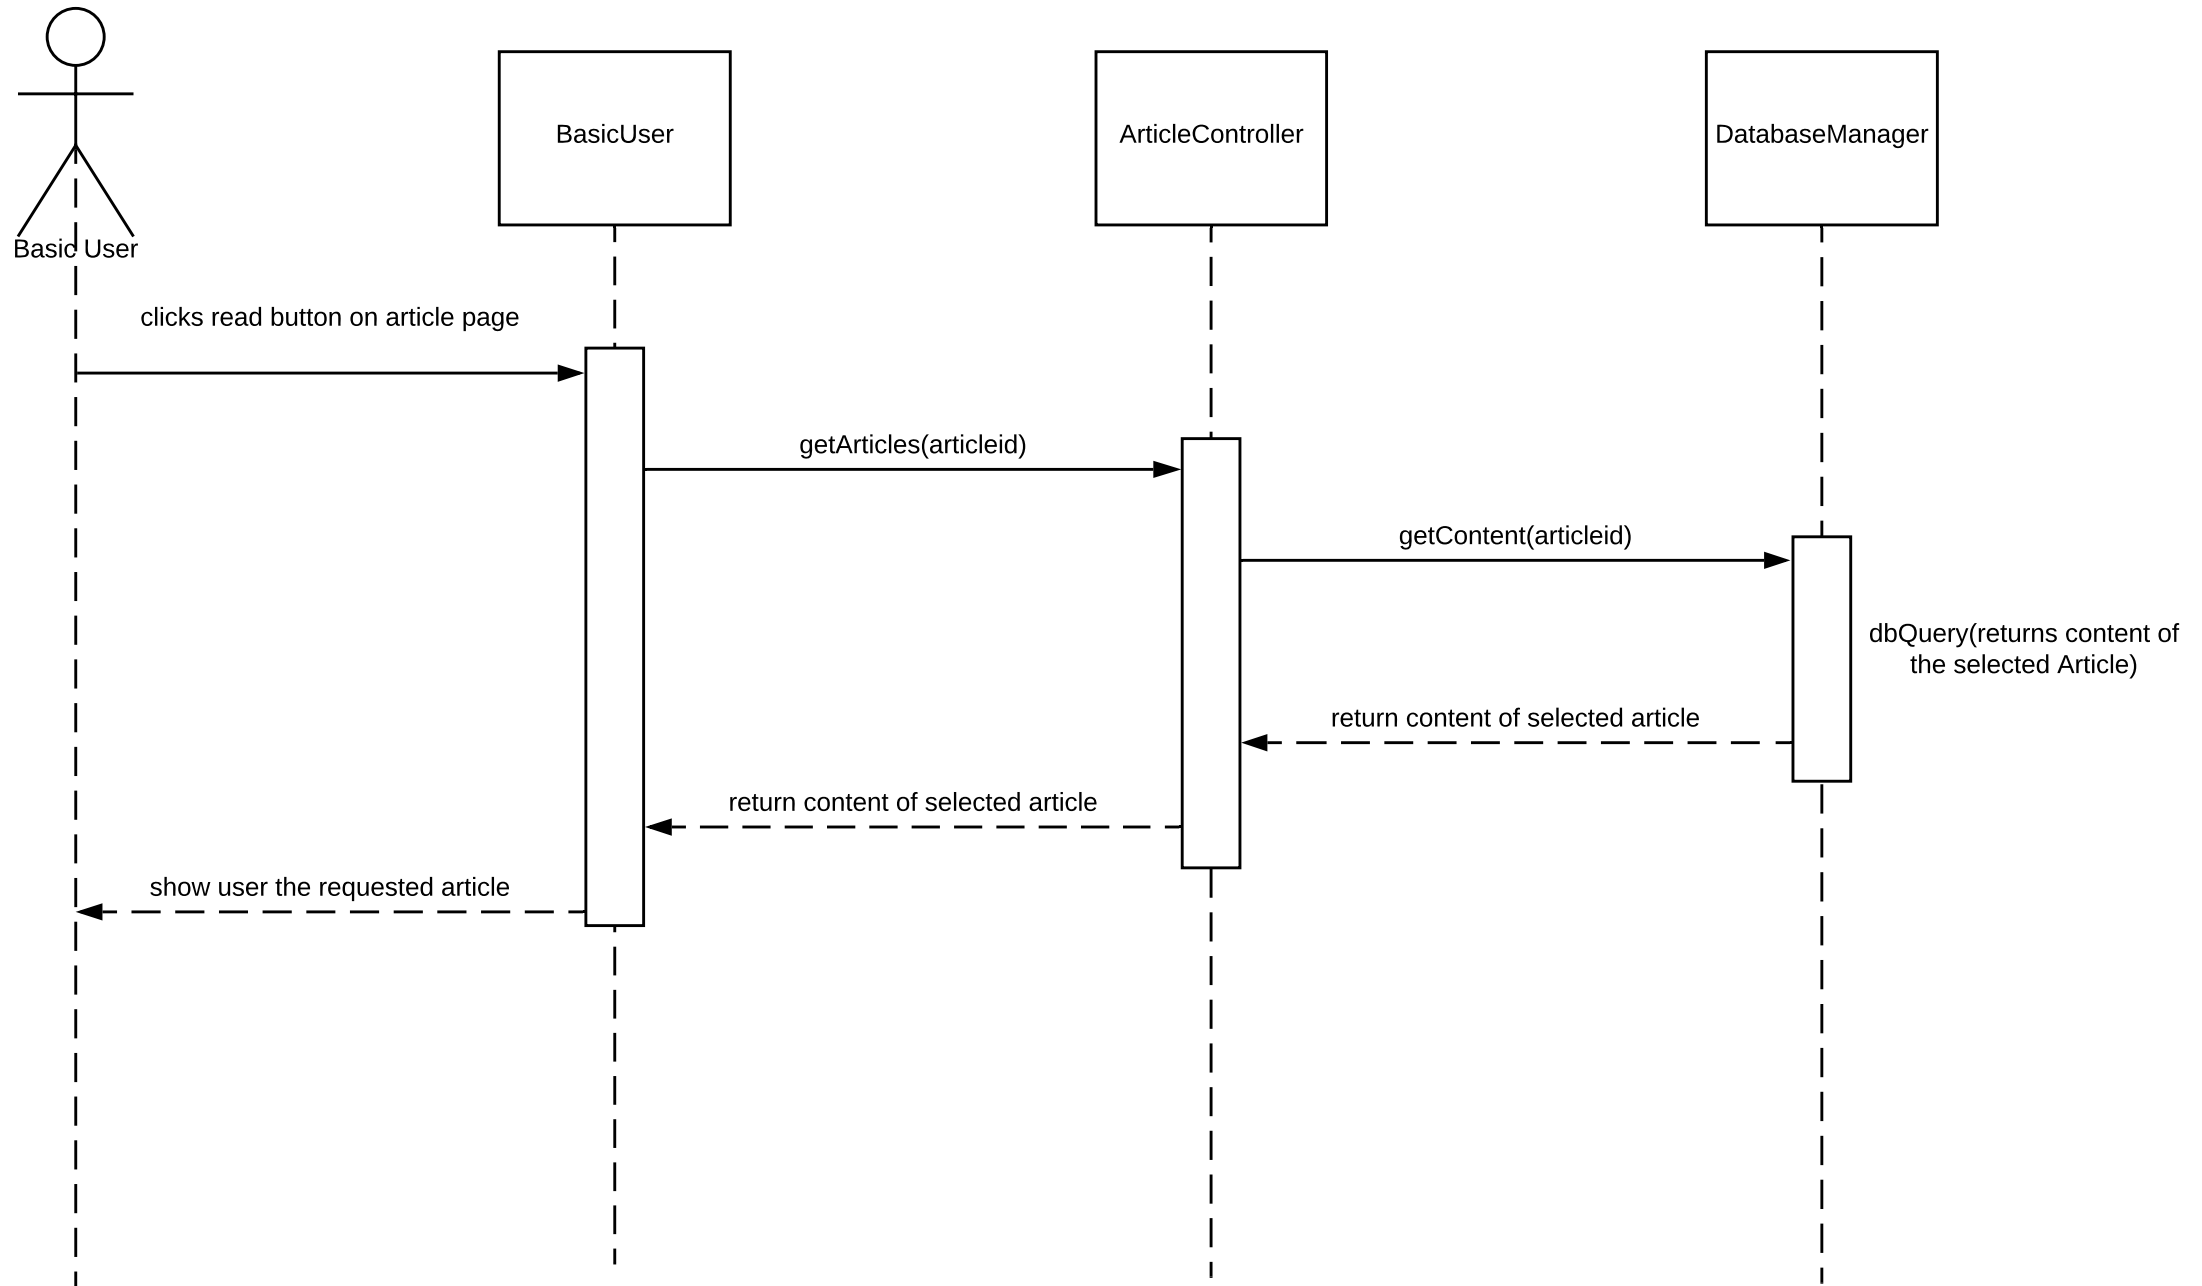 Basic User
BasicUser
ArticleController
DatabaseManager
clicks read button on article page
getArticles(articleid)
getContent(articleid)
dbQuery(returns content of
the selected Article)
return content of selected article
return content of selected article
show user the requested article